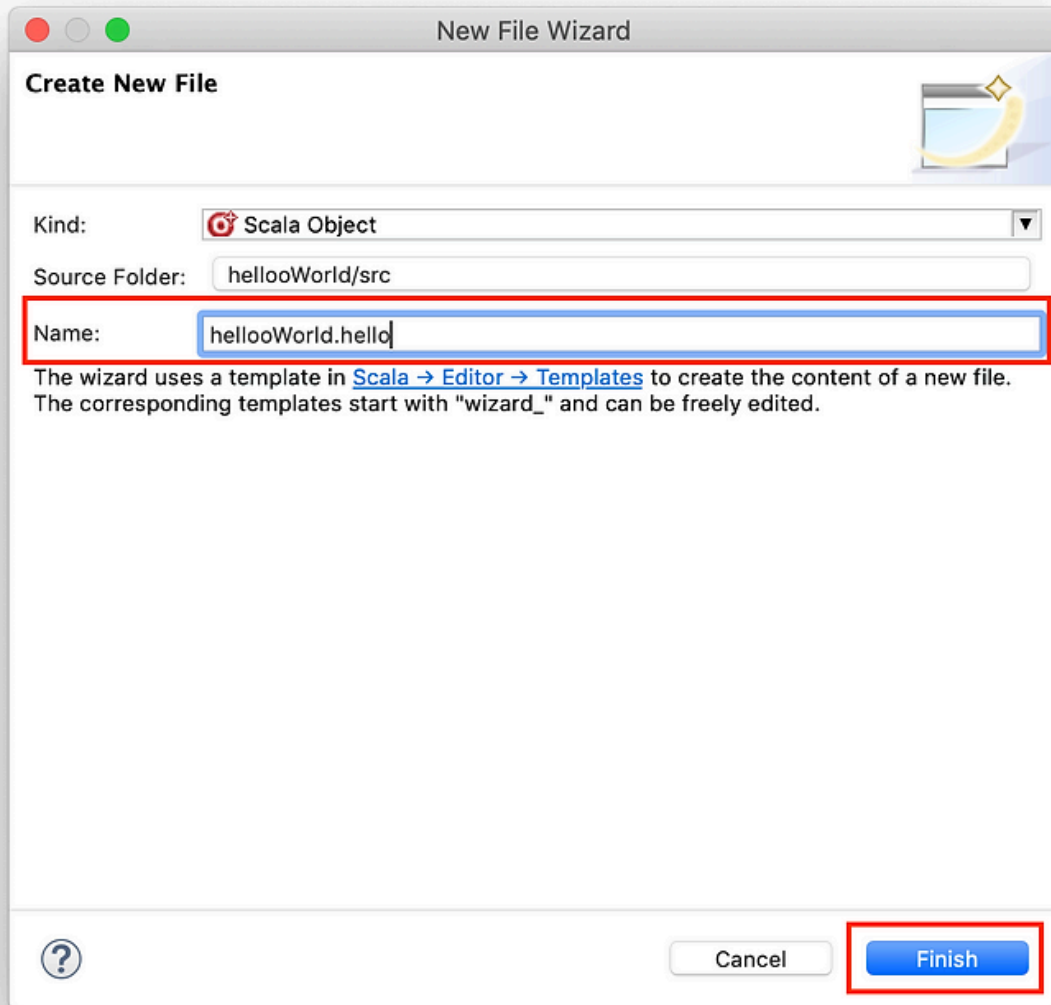 New File Wizard
Create New File
Kind: Scala Object
Source Folder: hellooWorld/src
Name: hellooWorld.hello
The wizard uses a template in Scala → Editor → Templates to create the content of a new file.
The corresponding templates start with "wizard_" and can be freely edited.
? Cancel Finish